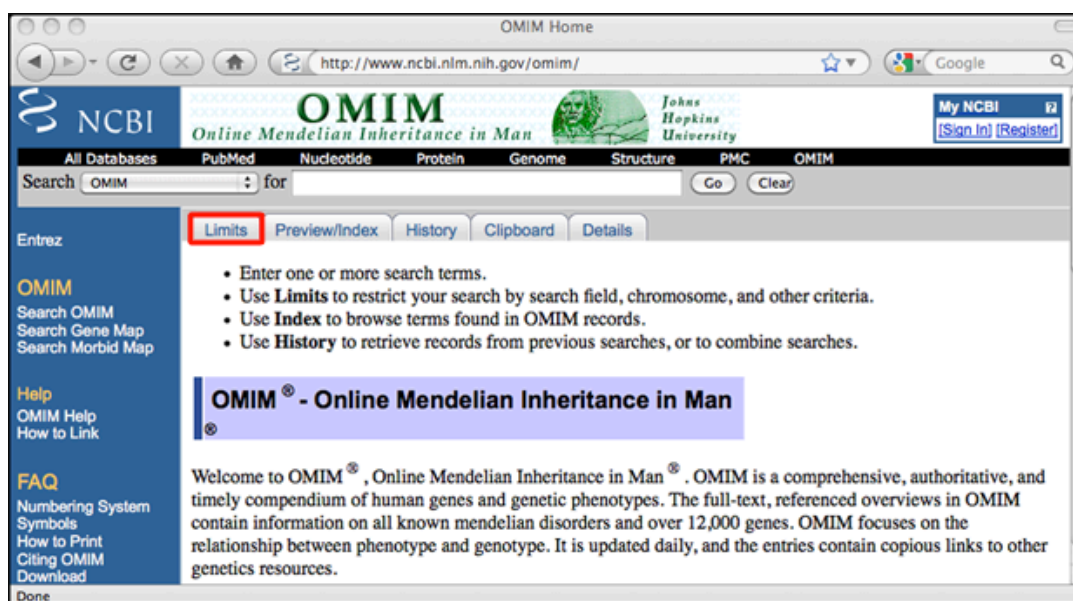 OMIM Home
http://www.ncbi.nlm.nih.gov/omim/
Google
NCBI
OMIM
Online Mendelian Inheritance in Man
Johns
Hopkins
University
My NCBI
[Sign In] [Register]
All Databases PubMed Nucleotide Protein Genome Structure PMC OMIM
Search OMIM for Go Clear
Limits Preview/Index History Clipboard Details
Entrez
OMIM
Search OMIM
Search Gene Map
Search Morbid Map
Help
OMIM Help
How to Link
FAQ
Numbering System
Symbols
How to Print
Citing OMIM
Download
• Enter one or more search terms.
• Use Limits to restrict your search by search field, chromosome, and other criteria.
• Use Index to browse terms found in OMIM records.
• Use History to retrieve records from previous searches, or to combine searches.
OMIM ® - Online Mendelian Inheritance in Man
®
Welcome to OMIM ® , Online Mendelian Inheritance in Man ® . OMIM is a comprehensive, authoritative, and
timely compendium of human genes and genetic phenotypes. The full-text, referenced overviews in OMIM
contain information on all known mendelian disorders and over 12,000 genes. OMIM focuses on the
relationship between phenotype and genotype. It is updated daily, and the entries contain copious links to other
genetics resources.
Done